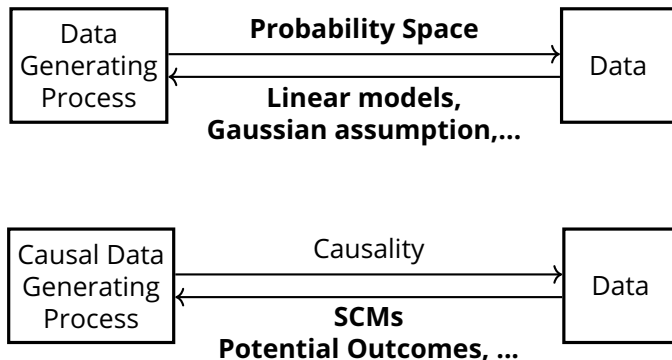 Data
Generating
Process
Probability Space
Linear models,
Gaussian assumption,...
Data
Causal Data
Generating
Process
Causality
SCMs
Potential Outcomes, ...
Data